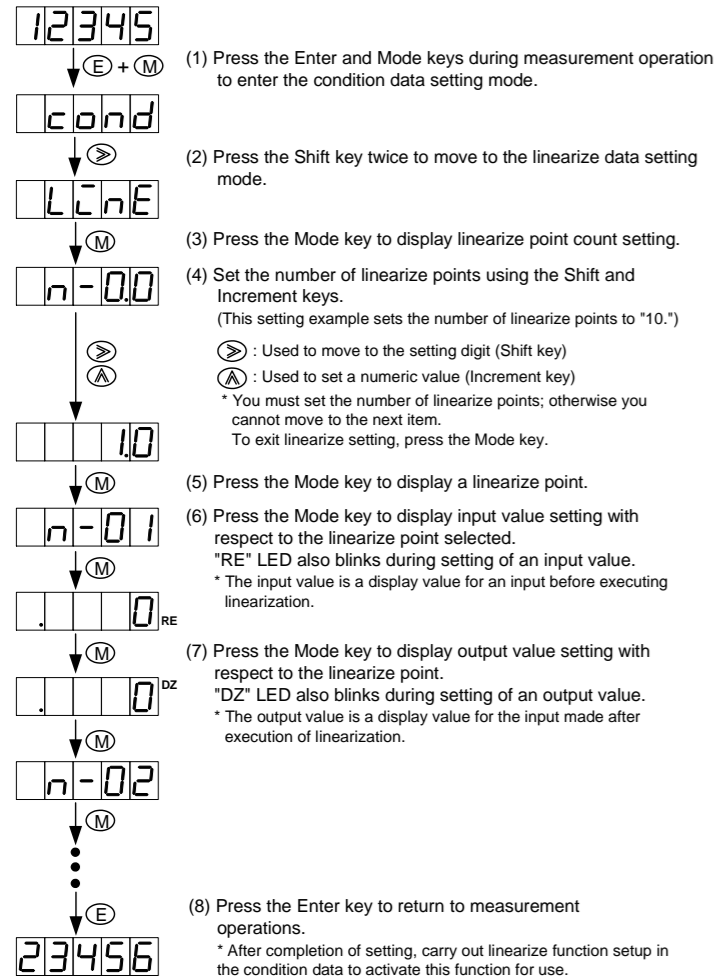 12345
E + M
(1) Press the Enter and Mode keys during measurement operation
to enter the condition data setting mode.
cond
(2) Press the Shift key twice to move to the linearize data setting
mode.
LinE
M
(3) Press the Mode key to display linearize point count setting.
n-0.0
(4) Set the number of linearize points using the Shift and
Increment keys.
(This setting example sets the number of linearize points to "10.")
: Used to move to the setting digit (Shift key)
: Used to set a numeric value (Increment key)
* You must set the number of linearize points; otherwise you
cannot move to the next item.
To exit linearize setting, press the Mode key.
1.0
M
(5) Press the Mode key to display a linearize point.
n-01
(6) Press the Mode key to display input value setting with
respect to the linearize point selected.
"RE" LED also blinks during setting of an input value.
* The input value is a display value for an input before executing
linearization.
M
. 0 RE
M
(7) Press the Mode key to display output value setting with
respect to the linearize point.
"DZ" LED also blinks during setting of an output value.
* The output value is a display value for the input made after
execution of linearization.
. 0 DZ
M
n-02
M
E
(8) Press the Enter key to return to measurement
operations.
* After completion of setting, carry out linearize function setup in
the condition data to activate this function for use.
23456